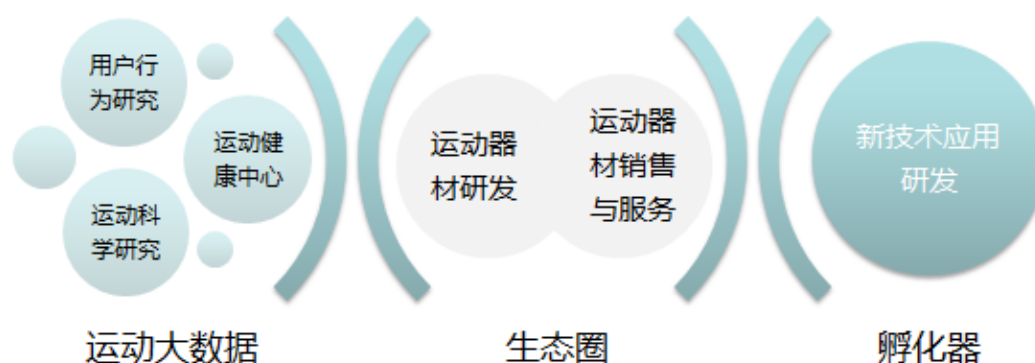 用户行
为研究
运动健
康中心
运动科
学研究
运动大数据
运动器
材研发
运动器
材销售
与服务
生态圈
新技术应用
研发
孵化器